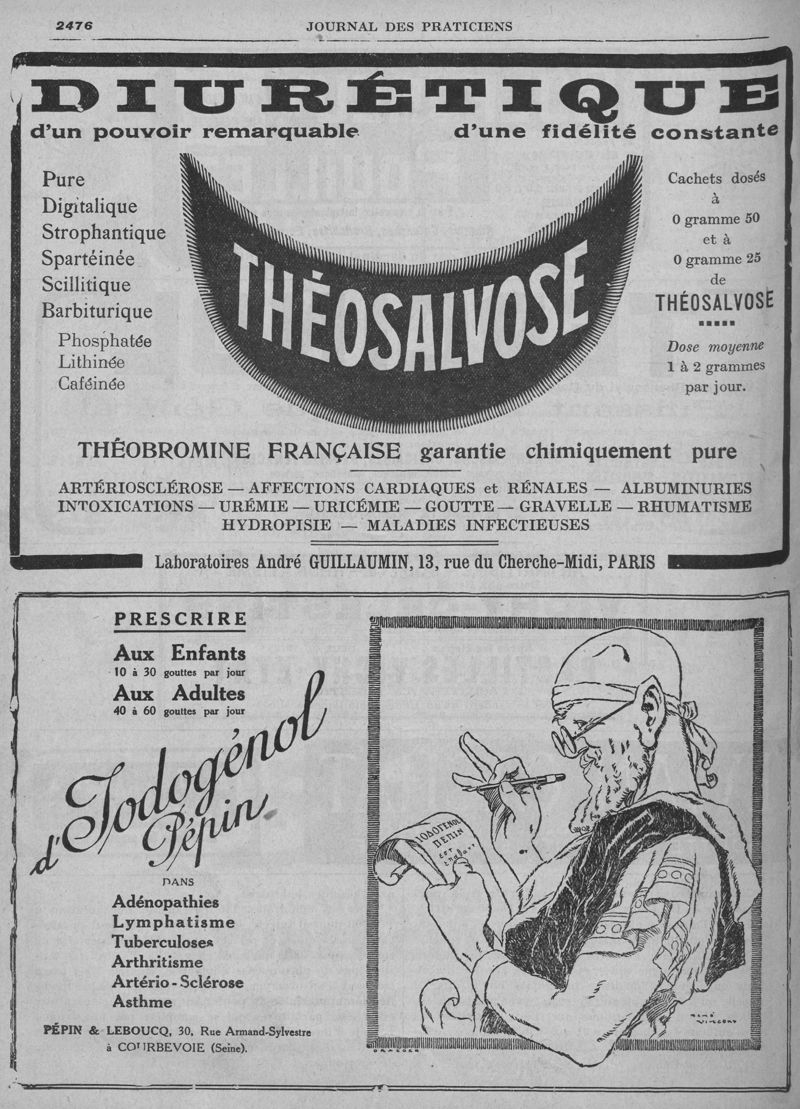 2476
JOURNAL DES PRATICIENS
DIURÉTIQUE
d'un pouvoir remarquable
d'une fidélité constante
Pure
Digitalique
Strophantique
Spartéinée
Scillitique
Barbiturique
Phosphatée
Lithinée
Caféinée
THÉOSALVOSE
Cachets dosés
à
0 gramme 50
et à
0 gramme 25
de
THÉOSALVOSE
Dose moyenne
1 à 2 grammes
par jour.
THÉOBROMINE FRANÇAISE garantie chimiquement pure
ARTÉRIOSCLÉROSE — AFFECTIONS CARDIAQUES et RÉNALES — ALBUMINURIES
INTOXICATIONS — URÉMIE — URICÉMIE — GOUTTE — GRAVELLE — RHUMATISME
HYDROPISIE — MALADIES INFECTIEUSES
Laboratoires André GUILLAUMIN, 13, rue du Cherche-Midi, PARIS
PRESCRIRE
Aux Enfants
10 à 30 gouttes par jour
Aux Adultes
40 à 60 gouttes par jour
d'Iodogénol
Pépin
DANS
Adénopathies
Lymphatisme
Tuberculoses
Arthritisme
Artério-Sclérose
Asthme
PÉPIN & LEBOUCQ, 30, Rue Armand-Sylvestre
à COURBEVOIE (Seine).
IODOGENOL
PEPIN
EST
RENÉ
VINCENT
DRAEGER